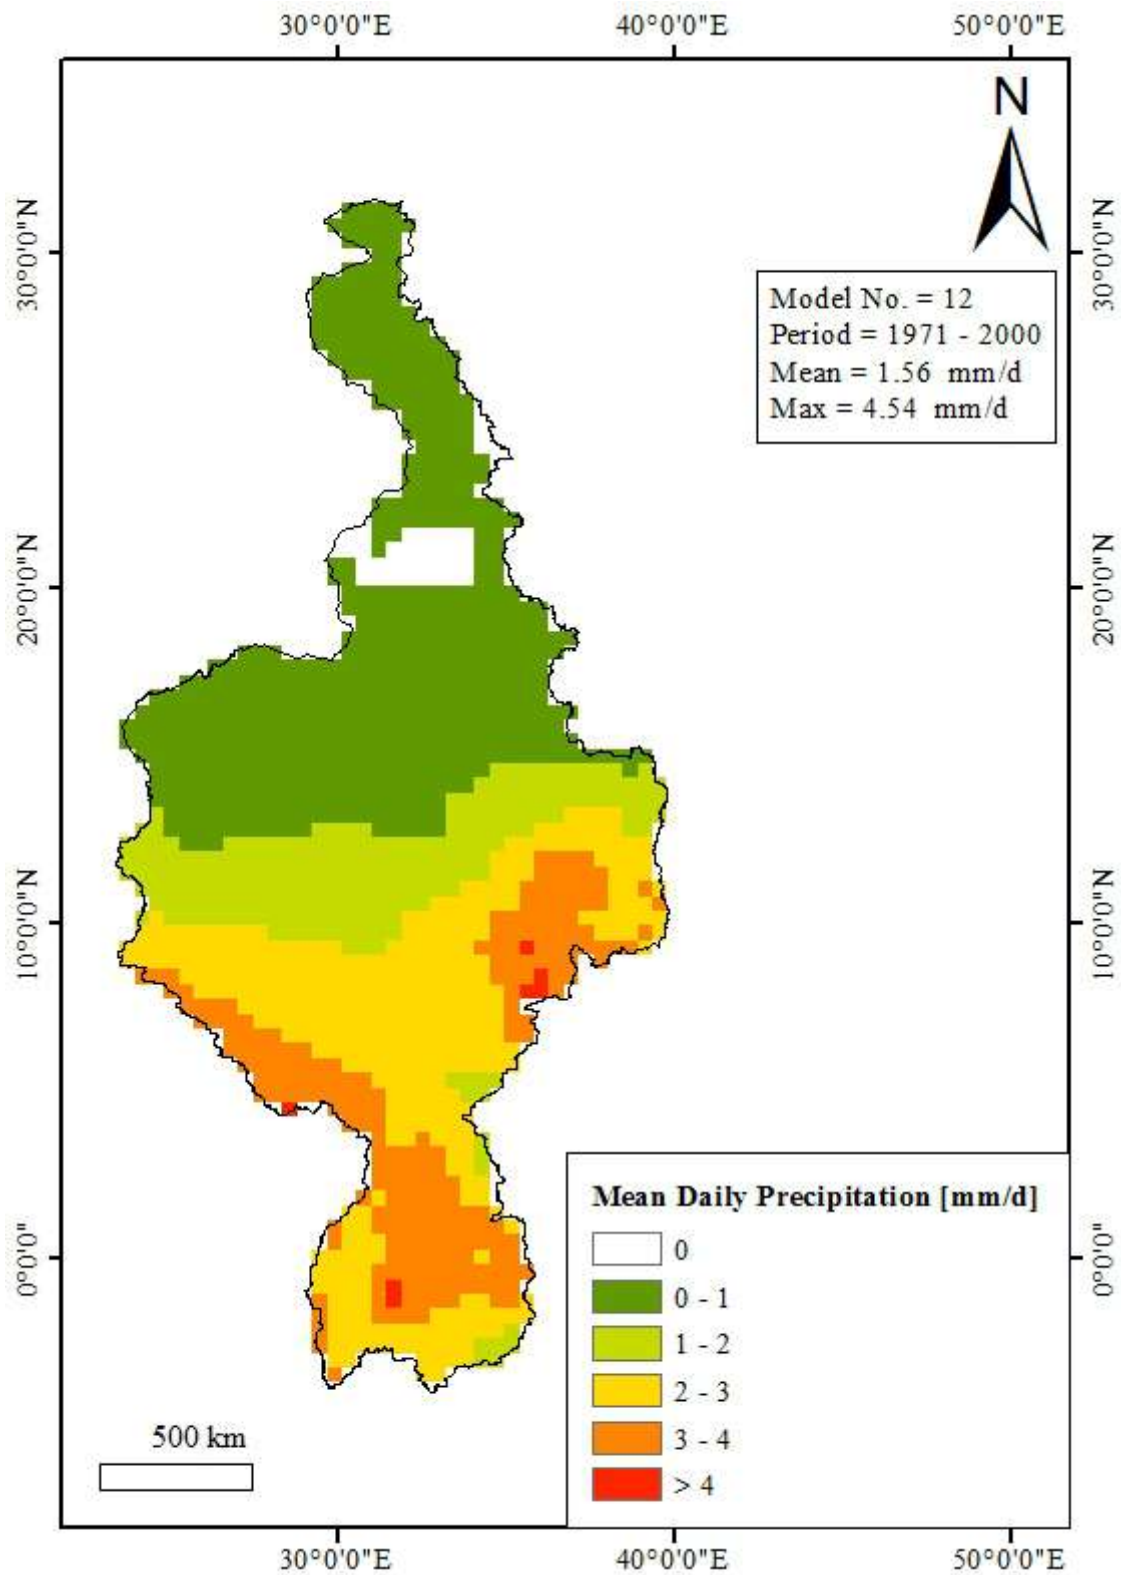 30°0'0"E 40°0'0"E 50°0'0"E
N
30°0'0"N
30°0'0"N
Model No. = 12
Period = 1971 - 2000
Mean = 1.56 mm/d
Max = 4.54 mm/d
20°0'0"N
20°0'0"N
10°0'0"N
10°0'0"N
0°0'0"
0°0'0"
Mean Daily Precipitation [mm/d]
0
0 - 1
1 - 2
2 - 3
3 - 4
> 4
500 km
30°0'0"E 40°0'0"E 50°0'0"E